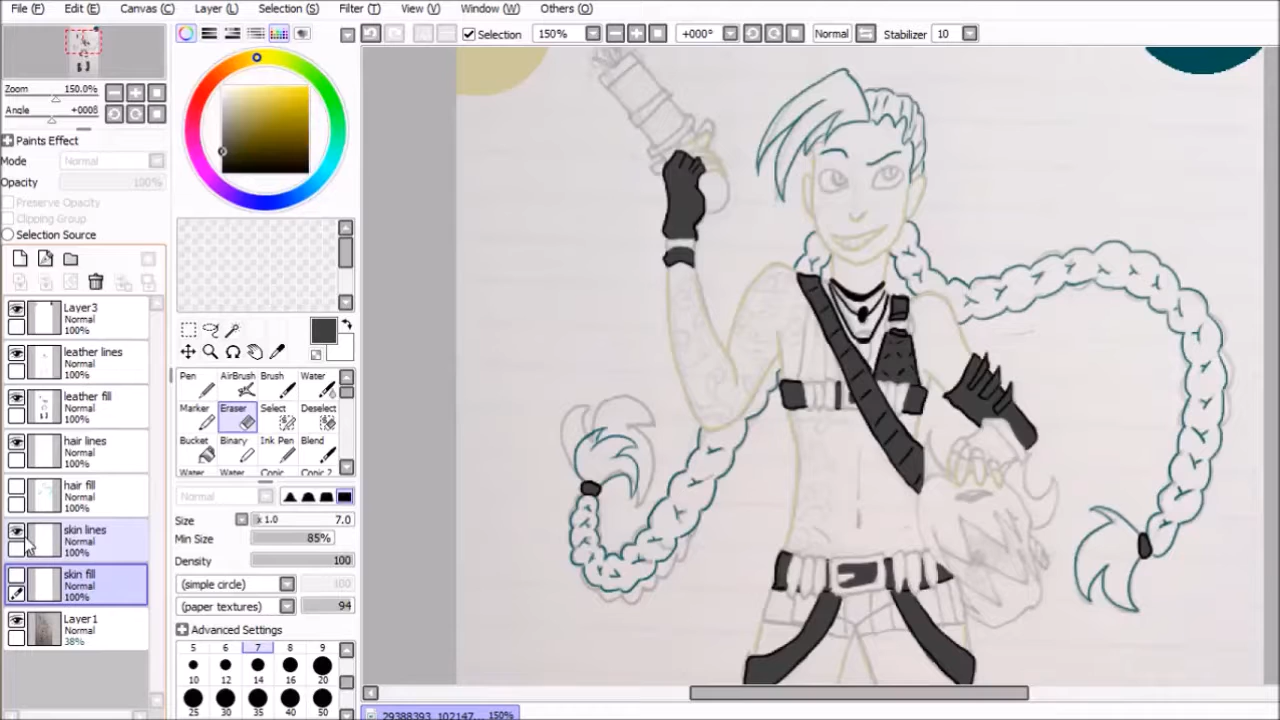 File (F) Edit (E) Canvas (C) Layer (L) Selection (S) Filter (T) View (V) Window (W) Others (O)
Selection 150% +000° Normal Stabilizer 10
Zoom 150.0%
Angle +000θ
Paints Effect
Mode Normal
Opacity 100%
Preserve Opacity
Clipping Group
Selection Source
Layer3
Normal
100%
leather lines
Normal
100%
leather fill
Normal
100%
hair lines
Normal
100%
hair fill
Normal
100%
skin lines
Normal
100%
skin fill
Normal
100%
Layer1
Normal
38%
Pen AirBrush Brush Water
Marker Eraser Select Deselect
Bucket Binary Ink Pen Blend
Water Water Conic Conic 2
Normal
Size x 1.0 7.0
Min Size 85%
Density 100
(simple circle) 100
(paper textures) 94
Advanced Settings
5 6 7 8 9
10 12 14 16 20
25 30 35 40 50
29388393_102147... 150%